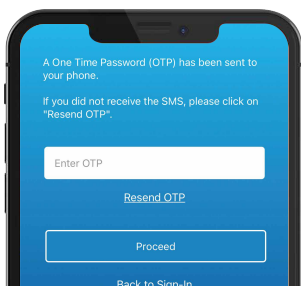 A One Time Password (OTP) has been sent to
your phone.
If you did not receive the SMS, please click on
"Resend OTP".
Enter OTP
Resend OTP
Proceed
Back to Sign-In